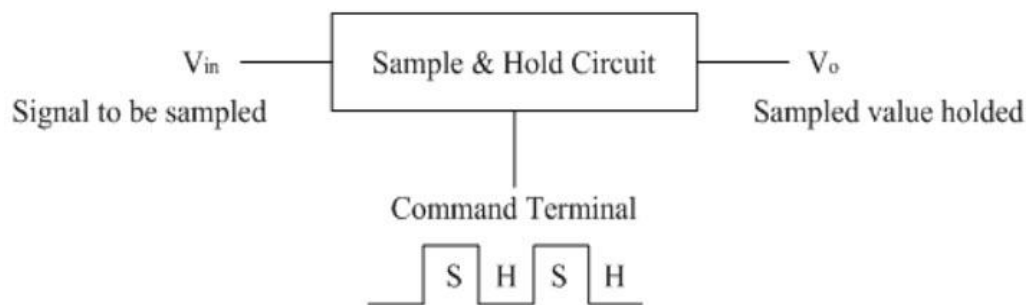 Vin
Sample & Hold Circuit
Vo
Signal to be sampled
Sampled value holded
Command Terminal
S H S H